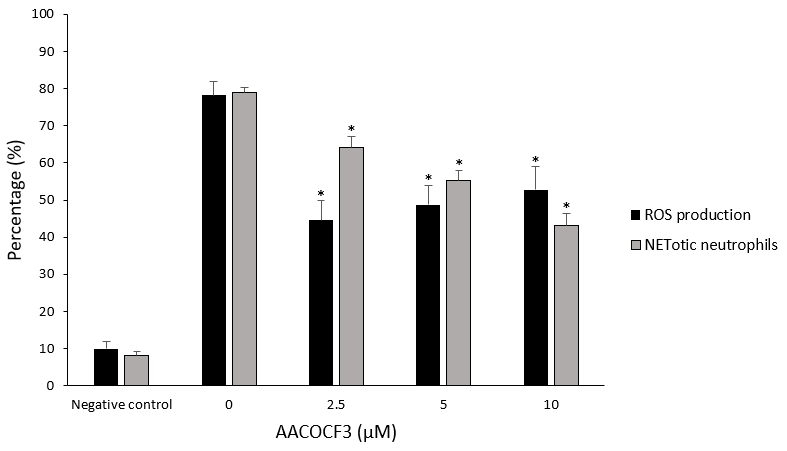 100
90
80
70
60
50
40
30
20
10
0
Percentage (%)
* * * * * *
Negative control 0 2.5 5 10
AACOCF3 (μM)
ROS production
NETotic neutrophils